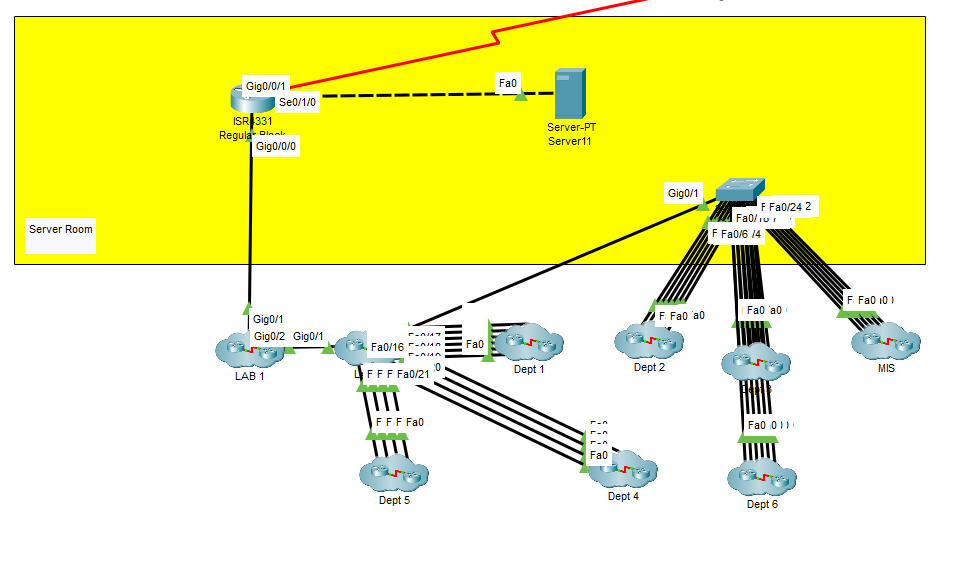 Gig0/0/1
Fa0
Se0/1/0
ISR4331
Server-PT
Server11
Gig0/0/0
Gig0/1
F Fa0/24 2
F Fa0/6 /4
Server Room
Gig0/1
Gig0/2 Gig0/1
Fa0/16
Fa0
F Fa0
Fa0
F
LAB 1
Dept 1
Dept 2
MIS
F F F Fa0/21
F F F Fa0
Fa0
Fa0
Dept 5
Dept 4
Dept 6